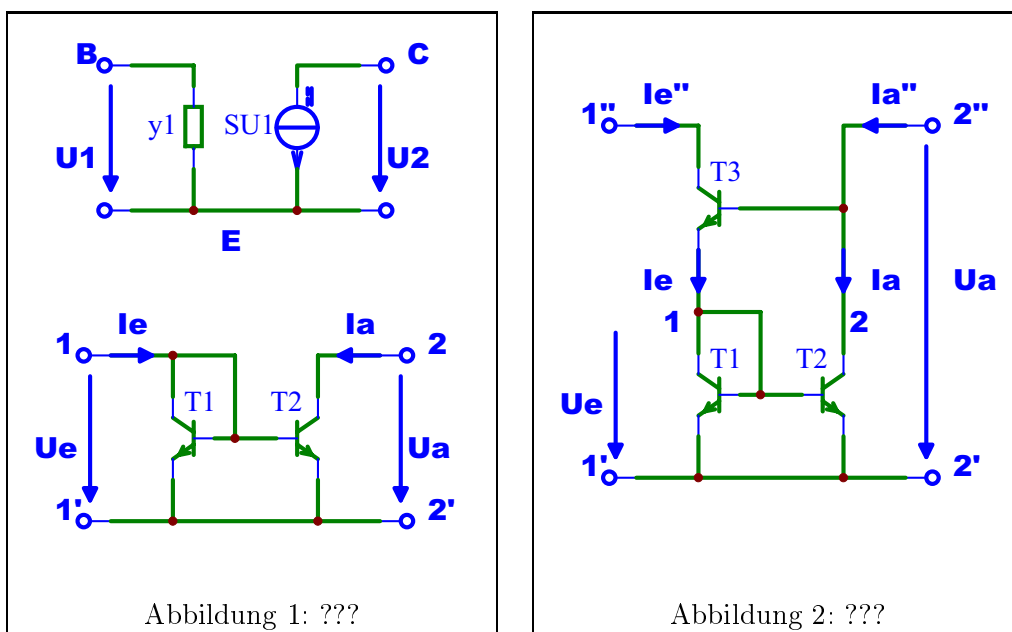 B
C
y1
SU1
U1
U2
E
Ie
Ia
1
2
T1
T2
Ue
Ua
1'
2'
Abbildung 1: ???
Ie"
Ia"
1"
2"
T3
Ie
Ia
Ua
1
2
T1
T2
Ue
1'
2'
Abbildung 2: ???